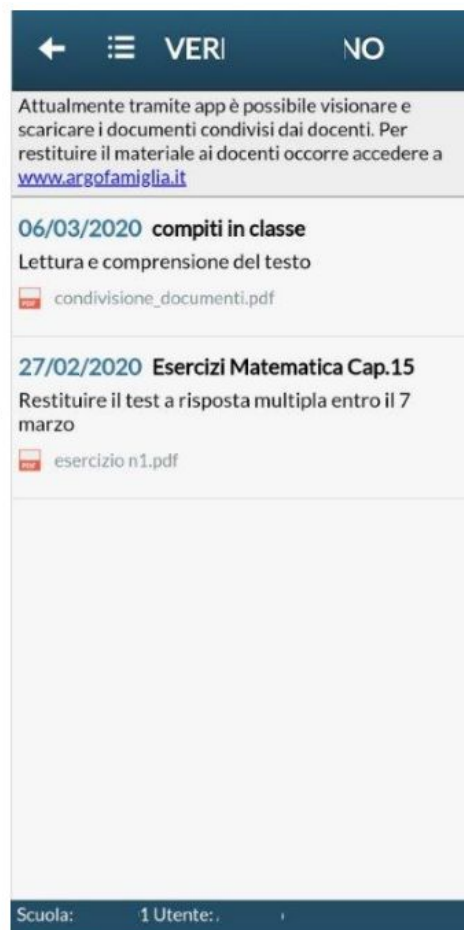 VERI NO
Attualmente tramite app è possibile visionare e
scaricare i documenti condivisi dai docenti. Per
restituire il materiale ai docenti occorre accedere a
www.argofamiglia.it
06/03/2020 compiti in classe
Lettura e comprensione del testo
PDF condivisione_documenti.pdf
27/02/2020 Esercizi Matematica Cap.15
Restituire il test a risposta multipla entro il 7
marzo
PDF esercizio n1.pdf
Scuola: 1 Utente: